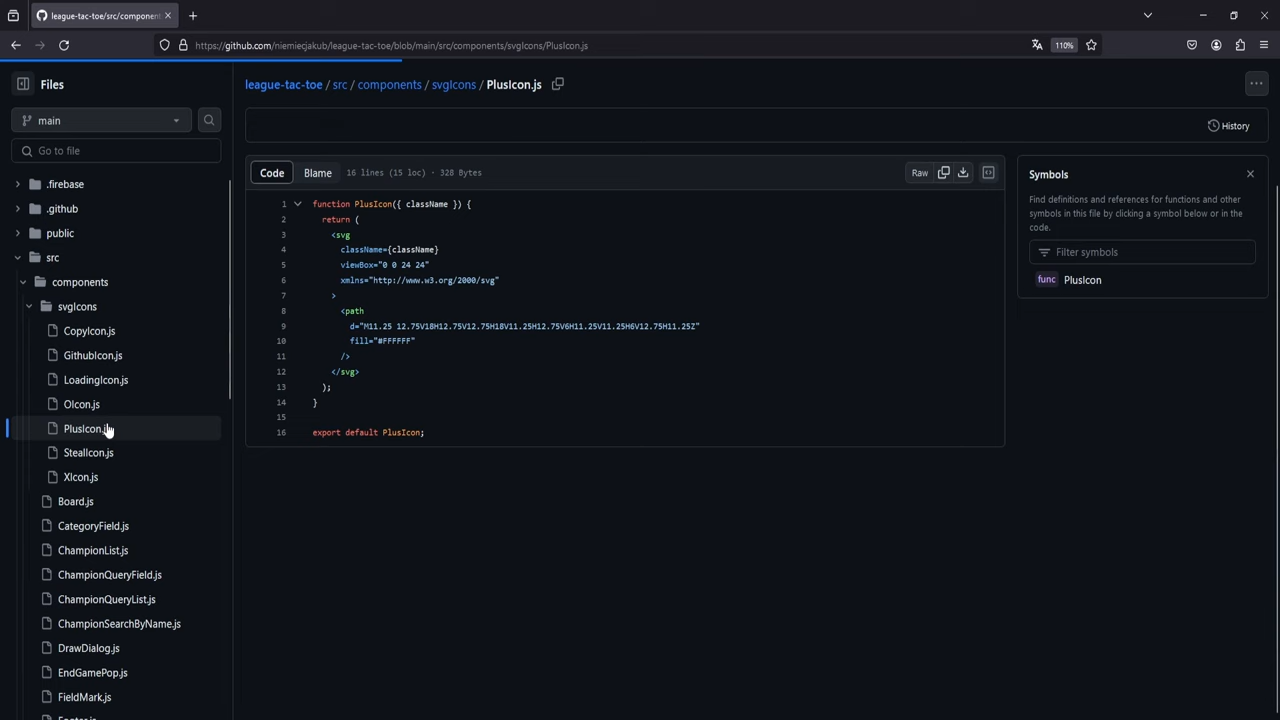 league-tac-toe/src/component
https://github.com/niemiecjakub/league-tac-toe/blob/main/src/components/svgIcons/PlusIcon.js
110%
Files
league-tac-toe / src / components / svgIcons / PlusIcon.js
main
Go to file
History
Code
Blame
16 lines (15 loc) · 328 Bytes
Raw
Symbols
Find definitions and references for functions and other
symbols in this file by clicking a symbol below or in the
code.
Filter symbols
func PlusIcon
.firebase
.github
public
src
components
svgIcons
CopyIcon.js
GithubIcon.js
LoadingIcon.js
OIcon.js
PlusIcon.js
StealIcon.js
XIcon.js
Board.js
CategoryField.js
ChampionList.js
ChampionQueryField.js
ChampionQueryList.js
ChampionSearchByName.js
DrawDialog.js
EndGamePop.js
FieldMark.js
Footer.js
1 function PlusIcon({ className }) {
2 return (
3 <svg
4 className={className}
5 viewBox="0 0 24 24"
6 xmlns="http://www.w3.org/2000/svg"
7 >
8 <path
9 d="M11.25 12.75V18H12.75V12.75H18V11.25H12.75V6H11.25V11.25H6V12.75H11.25Z"
10 fill="#FFFFFF"
11 />
12 </svg>
13 );
14 }
15
16 export default PlusIcon;